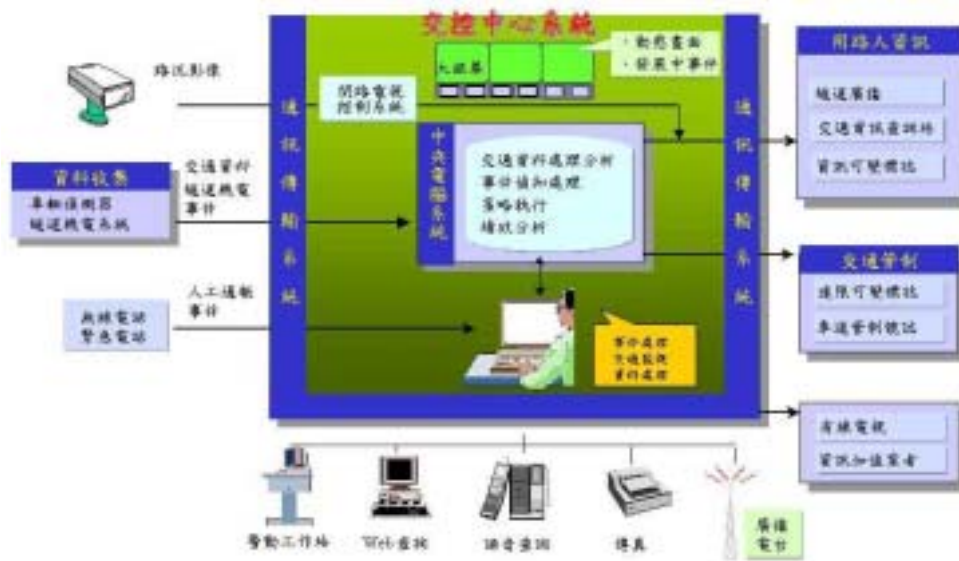 交控中心系統
・動態畫面
・發展中事件
大銀幕
路況影像
閉路電視
控制系統
通訊傳輸系統
通訊傳輸系統
用路人資訊
隧道廣播
交通資訊查詢站
資訊可變標誌
資料收集
車輛偵測器
隧道機電系統
交通資料
隧道機電
事件
中央電腦系統
交通資料處理分析
事件偵知處理
策略執行
績效分析
交通管制
速限可變標誌
車道管制號誌
無線電話
緊急電話
人工通報
事件
事件處理
交通監視
資料處理
有線電視
資訊加值業者
警動工作站
Web查詢
語音查詢
傳真
廣播
電台